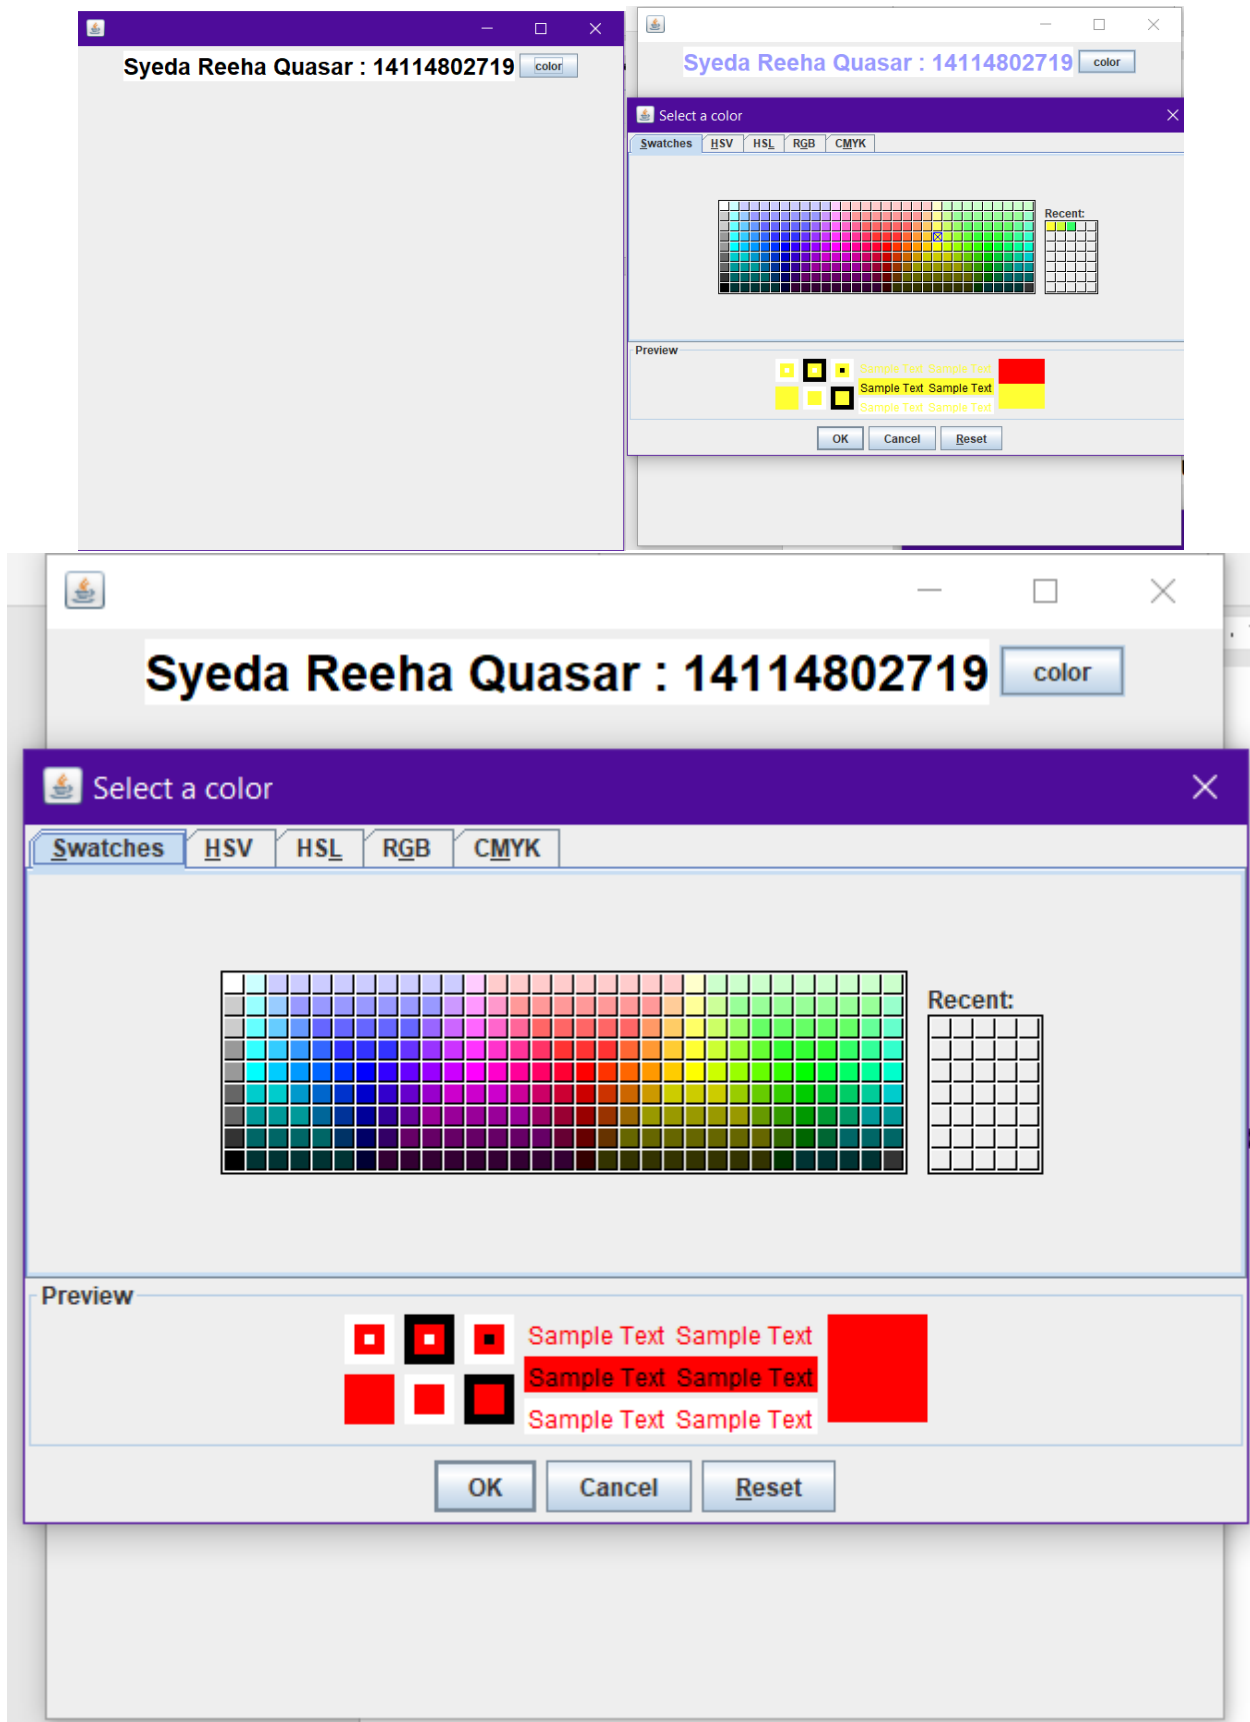 Syeda Reeha Quasar : 14114802719 color
Syeda Reeha Quasar : 14114802719 color
Select a color
Swatches HSV HSL RGB CMYK
Recent:
Preview
Sample Text Sample Text
Sample Text Sample Text
Sample Text Sample Text
OK Cancel Reset
Syeda Reeha Quasar : 14114802719 color
Select a color
Swatches HSV HSL RGB CMYK
Recent:
Preview
Sample Text Sample Text
Sample Text Sample Text
Sample Text Sample Text
OK Cancel Reset